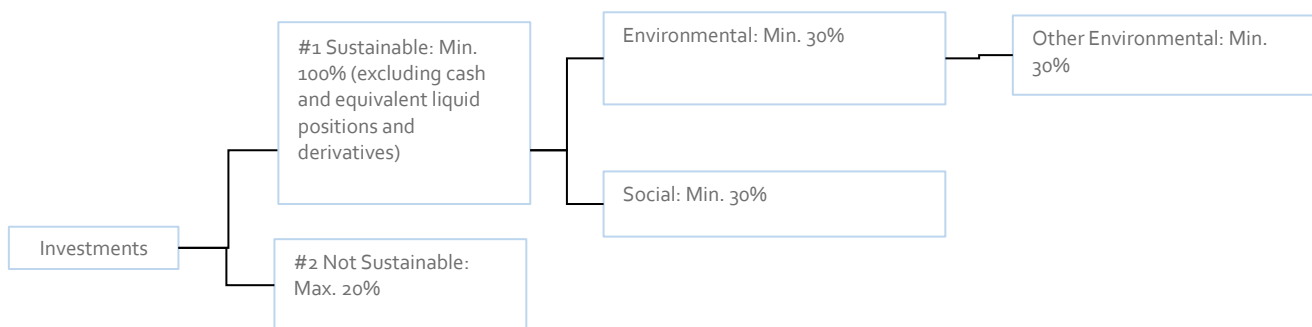 #1 Sustainable: Min.
100% (excluding cash
and equivalent liquid
positions and
derivatives)
Environmental: Min. 30%
Other Environmental: Min.
30%
Social: Min. 30%
Investments
#2 Not Sustainable:
Max. 20%